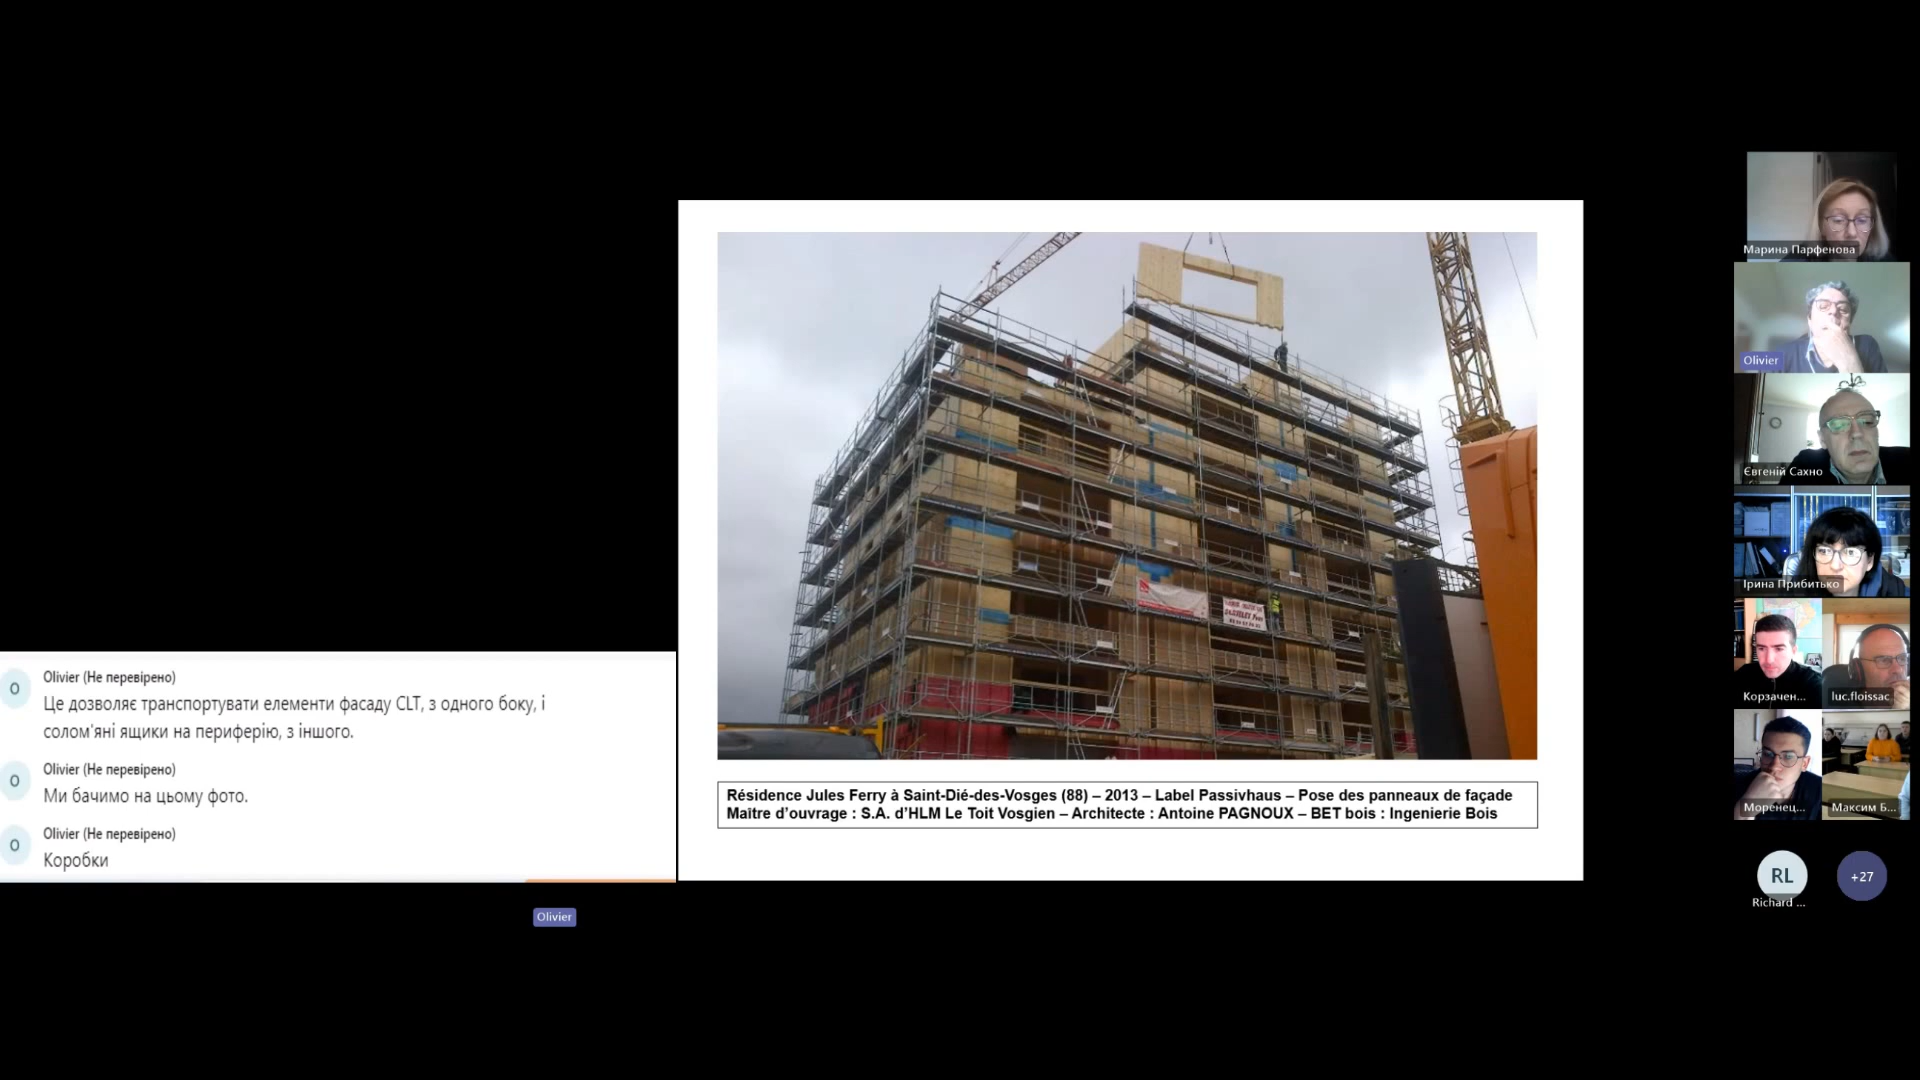 Olivier (Не перевірено)
Це дозволяє транспортувати елементи фасаду CLT, з одного боку, і
солом'яні ящики на периферію, з іншого.
Olivier (Не перевірено)
Ми бачимо на цьому фото.
Olivier (Не перевірено)
Коробки
O
O
O
Olivier
Résidence Jules Ferry à Saint-Dié-des-Vosges (88) – 2013 – Label Passivhaus – Pose des panneaux de façade
Maître d'ouvrage : S.A. d'HLM Le Toit Vosgien – Architecte : Antoine PAGNOUX – BET bois : Ingenierie Bois
Марина Парфенова
Olivier
Євгеній Сахно
Ірина Прибитько
Корзачен...
luc.floissac
Моренец...
Максим Б...
RL
Richard ...
+27